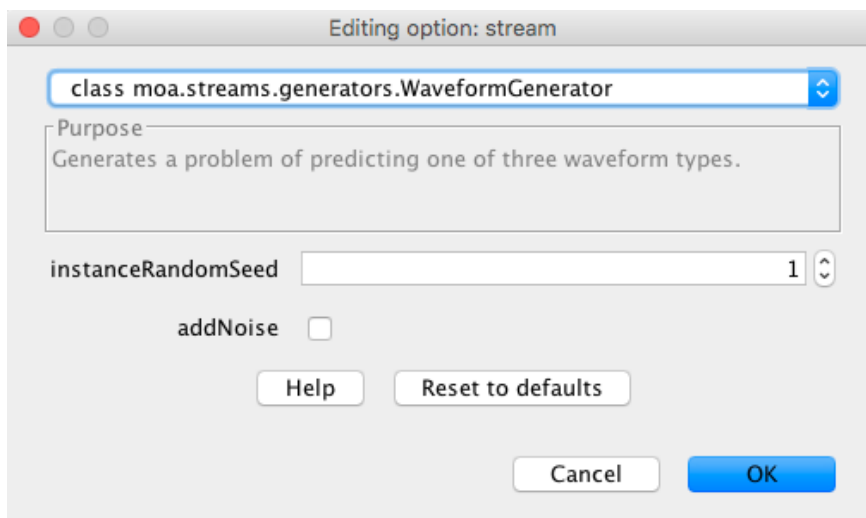 Editing option: stream
class moa.streams.generators.WaveformGenerator
Purpose
Generates a problem of predicting one of three waveform types.
instanceRandomSeed 1
addNoise
Help Reset to defaults
Cancel OK